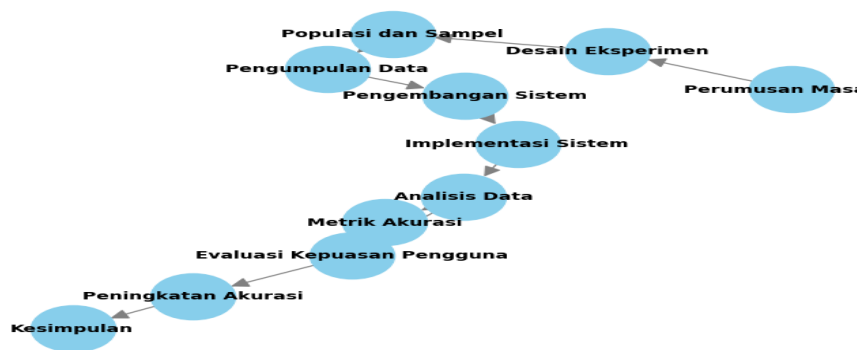 Populasi dan Sampel
Desain Eksperimen
Pengumpulan Data
Perumusan Masa
Pengembangan Sistem
Implementasi Sistem
Analisis Data
Metrik Akurasi
Evaluasi Kepuasan Pengguna
Peningkatan Akurasi
Kesimpulan